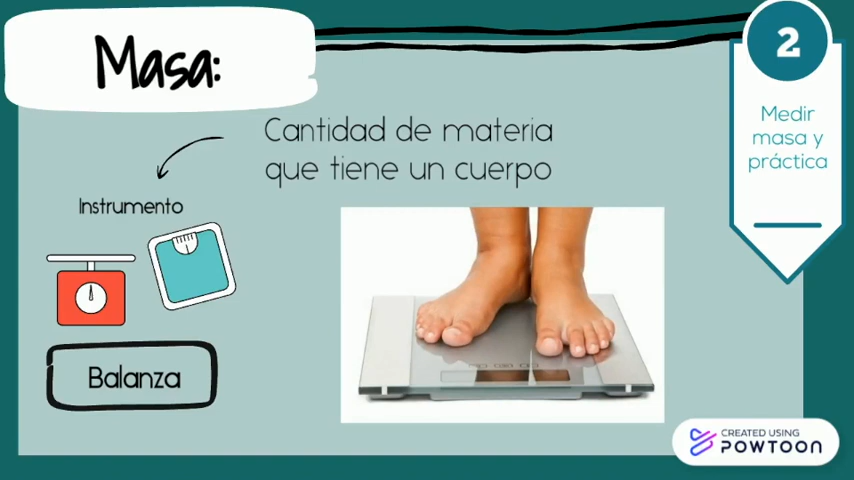 Masa:
2
Medir
masa y
práctica
Cantidad de materia
que tiene un cuerpo
Instrumento
Balanza
CREATED USING
POWTOON